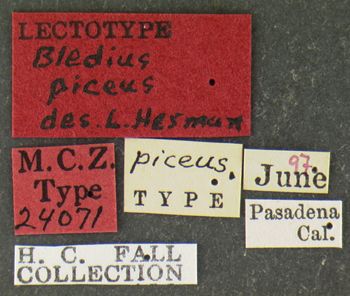 LECTOTYPE
Bledius
piceus
des. L. Herman
M.C.Z.
Type
24071
piceus.
TYPE
97.
June
Pasadena
Cal.
H. C. FALL
COLLECTION